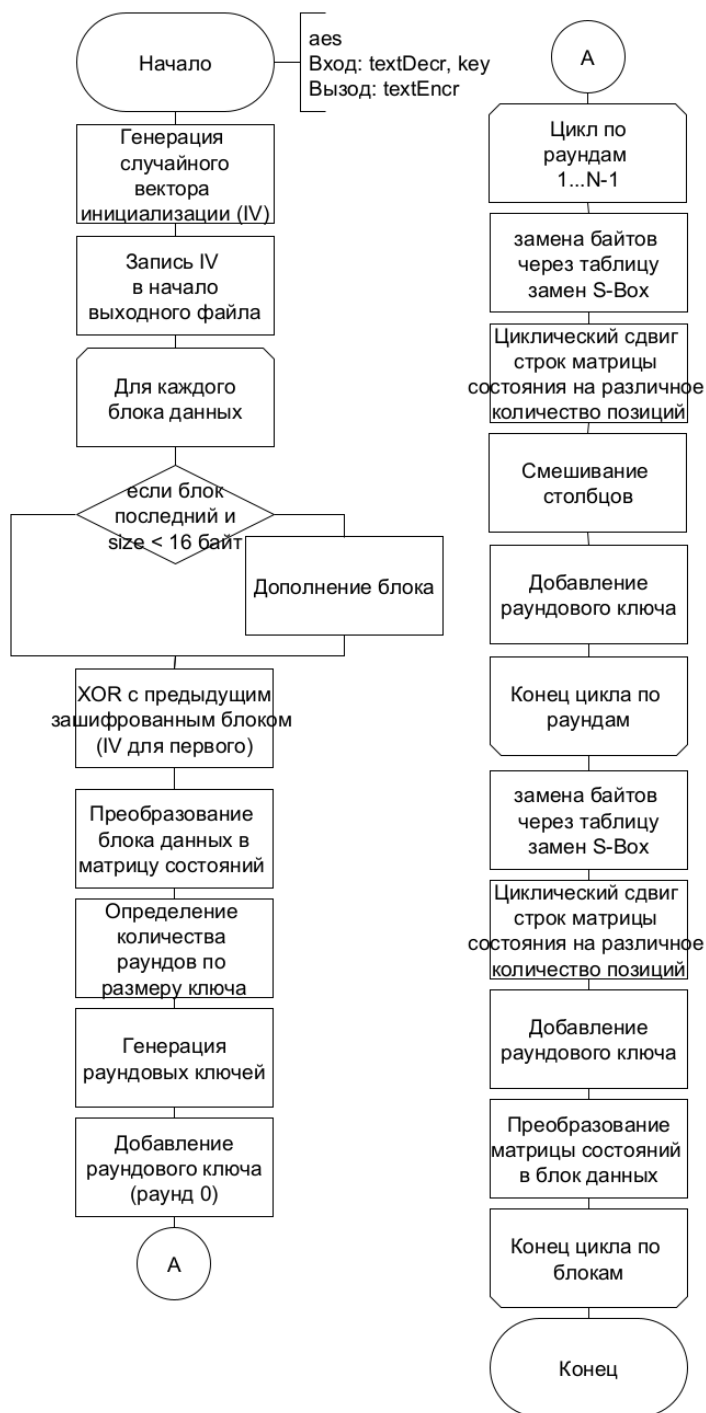 Начало
aes
Вход: textDecr, key
Вызод: textEncr
Генерация
случайного
вектора
инициализации (IV)
Запись IV
в начало
выходного файла
Для каждого
блока данных
если блок
последний и
size < 16 байт
Дополнение блока
XOR с предыдущим
зашифрованным блоком
(IV для первого)
Преобразование
блока данных в
матрицу состояний
Определение
количества
раундов по
размеру ключа
Генерация
раундовых ключей
Добавление
раундового ключа
(раунд 0)
A
A
Цикл по
раундам
1...N-1
замена байтов
через таблицу
замен S-Box
Циклический сдвиг
строк матрицы
состояния на различное
количество позиций
Смешивание
столбцов
Добавление
раундового ключа
Конец цикла по
раундам
замена байтов
через таблицу
замен S-Box
Циклический сдвиг
строк матрицы
состояния на различное
количество позиций
Добавление
раундового ключа
Преобразование
матрицы состояний
в блок данных
Конец цикла по
блокам
Конец